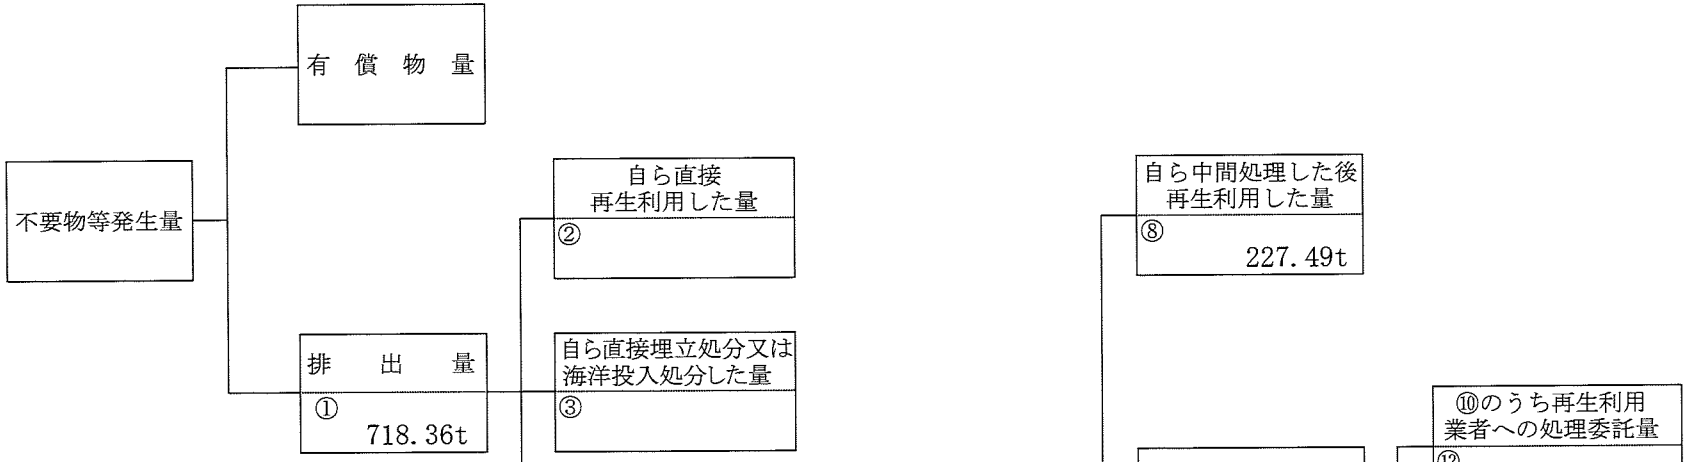 有償物量
不要物等発生量
自ら直接
再生利用した量
②
自ら中間処理した後
再生利用した量
⑧
227.49t
排出量
①
718.36t
自ら直接埋立処分又は
海洋投入処分した量
③
⑩のうち再生利用
業者への処理委託量
⑫